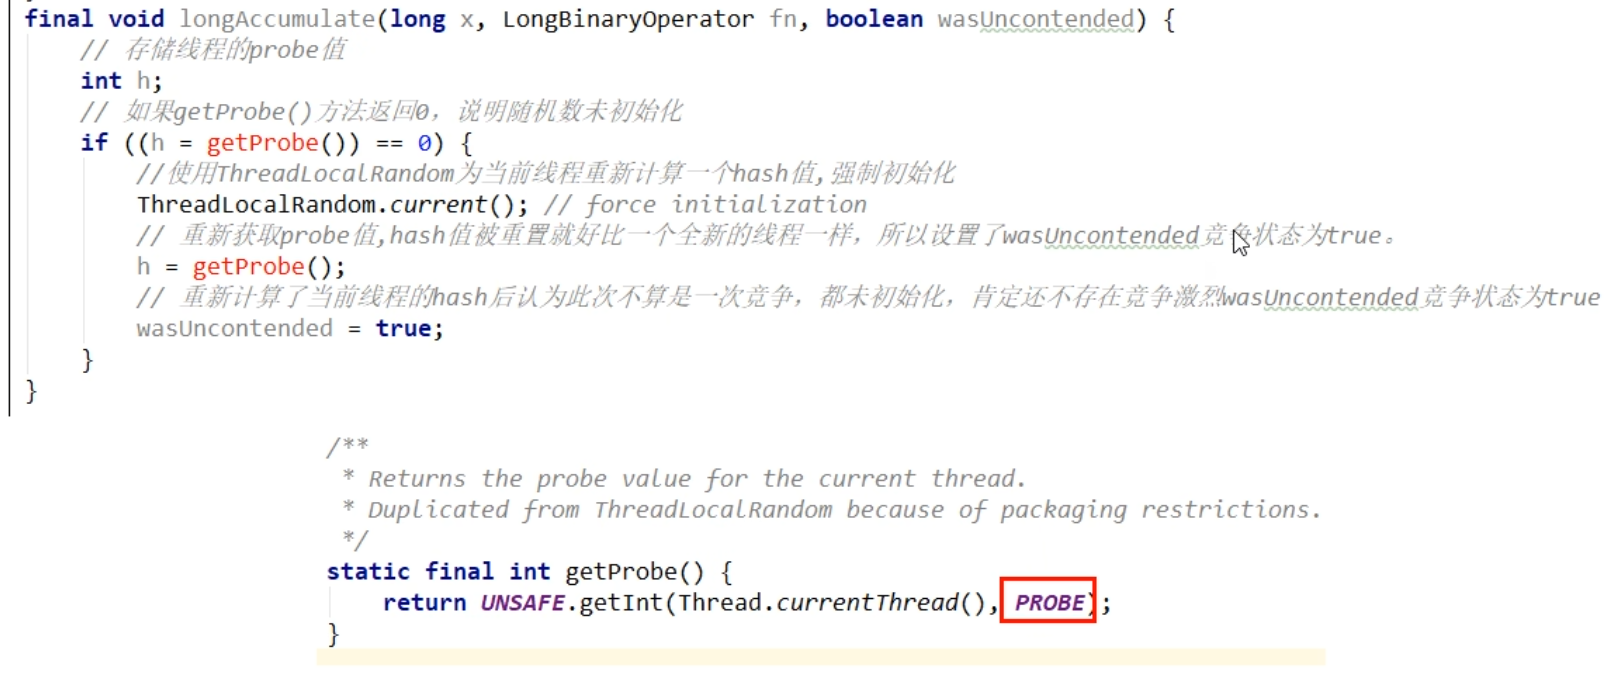 final void longAccumulate(long x, LongBinaryOperator fn, boolean wasUncontended) {
// 存储线程的probe值
int h;
// 如果getProbe()方法返回0，说明随机数未初始化
if ((h = getProbe()) == 0) {
//使用ThreadLocalRandom为当前线程重新计算一个hash值,强制初始化
ThreadLocalRandom.current(); // force initialization
// 重新获取probe值,hash值被重置就好比一个全新的线程一样，所以设置了wasUncontended竞争状态为true。
h = getProbe();
// 重新计算了当前线程的hash后认为此次不算是一次竞争，都未初始化，肯定还不存在竞争激烈wasUncontended竞争状态为true
wasUncontended = true;
}
}
/**
* Returns the probe value for the current thread.
* Duplicated from ThreadLocalRandom because of packaging restrictions.
*/
static final int getProbe() {
return UNSAFE.getInt(Thread.currentThread(), PROBE);
}